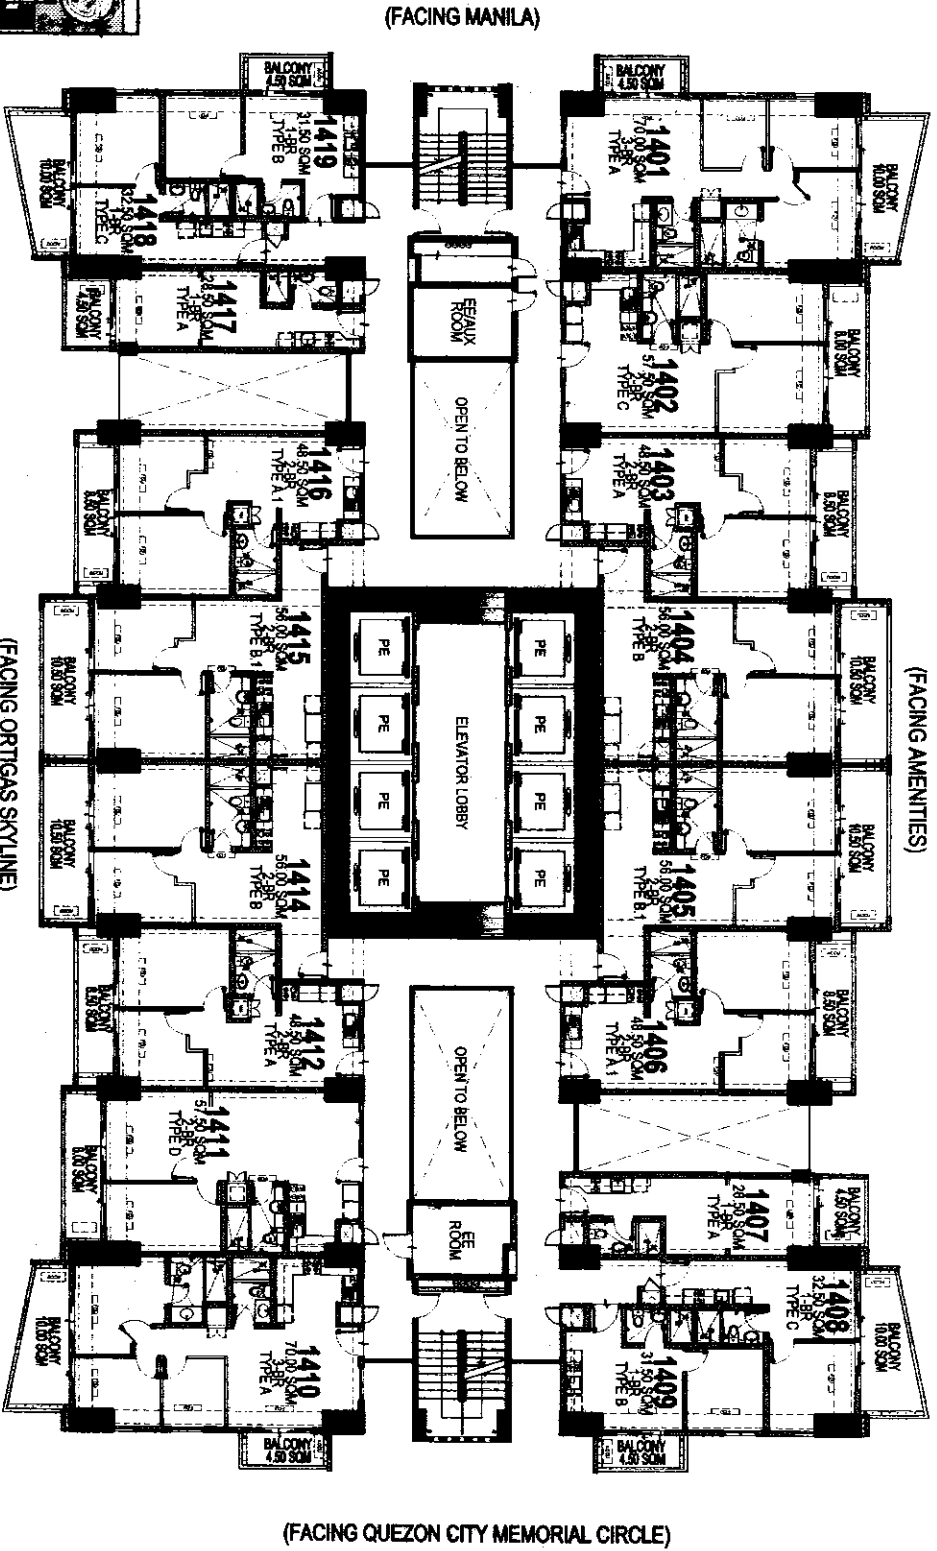 (FACING MANILA)
BALCONY
4.50 SQM
BALCONY
4.50 SQM
1419
31.50 SQM
1-BR
TYPE B
1401
70.00 SQM
3-BR
TYPE A
BALCONY
10.00 SQM
BALCONY
10.00 SQM
1418
32.50 SQM
1-BR
TYPE C
1417
28.50 SQM
1-BR
TYPE A
BALCONY
4.50 SQM
EE/AUX
ROOM
1402
57.50 SQM
2-BR
TYPE C
BALCONY
6.00 SQM
OPEN TO BELOW
1416
48.50 SQM
2-BR
TYPE A.1
BALCONY
8.50 SQM
1403
48.50 SQM
2-BR
TYPE A
BALCONY
8.50 SQM
1415
56.00 SQM
2-BR
TYPE B.1
BALCONY
10.50 SQM
1404
56.00 SQM
2-BR
TYPE B
BALCONY
10.50 SQM
PE
PE
PE
PE
ELEVATOR LOBBY
PE
PE
PE
PE
(FACING ORTIGAS SKYLINE)
(FACING AMENITIES)
1414
56.00 SQM
2-BR
TYPE B
BALCONY
10.50 SQM
1405
56.00 SQM
2-BR
TYPE B.1
BALCONY
10.50 SQM
1412
48.50 SQM
2-BR
TYPE A
BALCONY
8.50 SQM
1406
48.50 SQM
2-BR
TYPE A.1
BALCONY
8.50 SQM
OPEN TO BELOW
1411
57.50 SQM
2-BR
TYPE D
BALCONY
6.00 SQM
EE
ROOM
1407
28.50 SQM
1-BR
TYPE A
BALCONY
4.50 SQM
1408
32.50 SQM
1-BR
TYPE C
BALCONY
10.00 SQM
1410
70.00 SQM
3-BR
TYPE A
BALCONY
10.00 SQM
1409
31.50 SQM
1-BR
TYPE B
BALCONY
4.50 SQM
BALCONY
4.50 SQM
(FACING QUEZON CITY MEMORIAL CIRCLE)